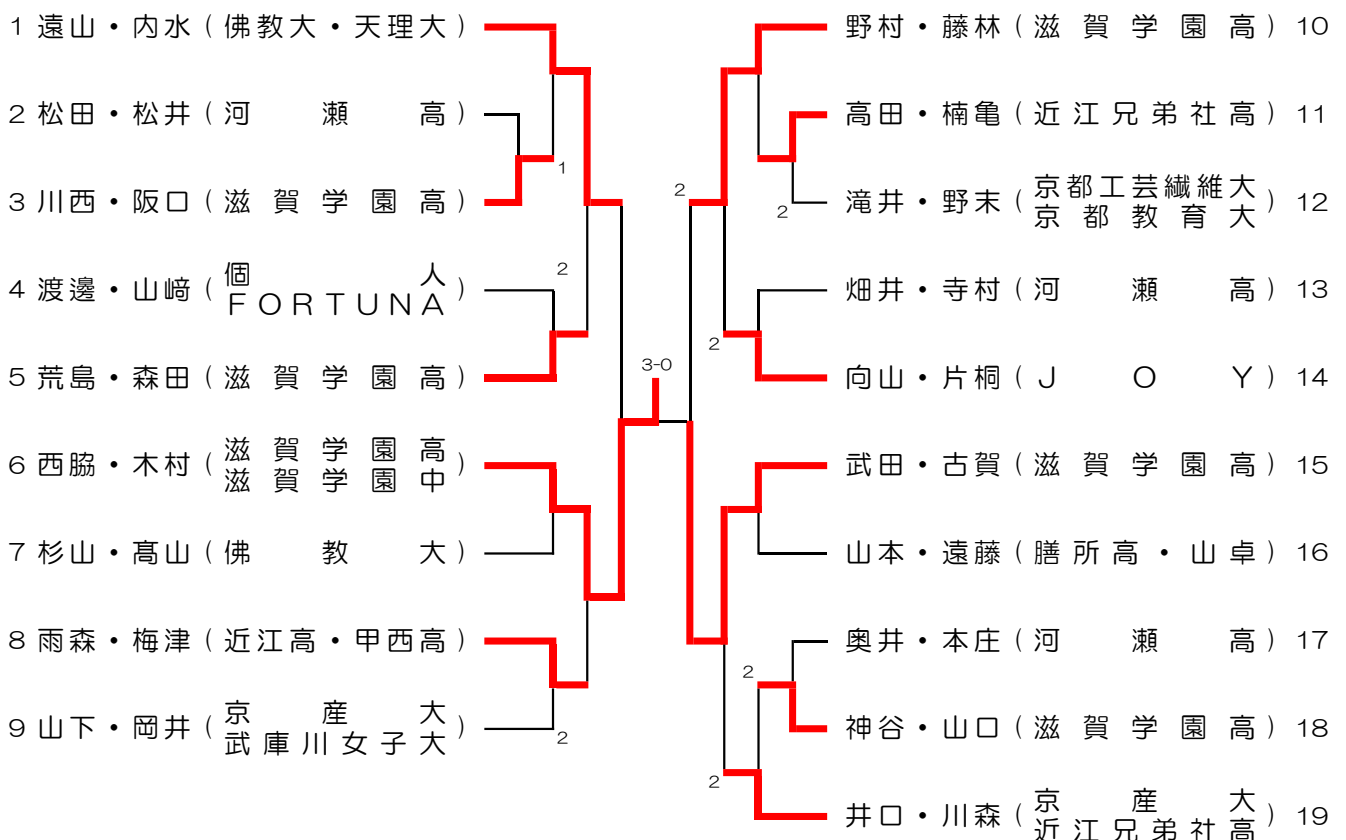 1 遠山・内水(佛教大・天理大)
2 松田・松井(河瀬高)
1
3 川西・阪口(滋賀学園高)
2
4 渡邊・山﨑(個人 FORTUNA)
5 荒島・森田(滋賀学園高)
6 西脇・木村(滋賀学園高 滋賀学園中)
7 杉山・髙山(佛教大)
8 雨森・梅津(近江高・甲西高)
9 山下・岡井(京産大 武庫川女子大)
2
3-0
野村・藤林(滋賀学園高) 10
高田・楠亀(近江兄弟社高) 11
2
2
滝井・野末(京都工芸繊維大 京都教育大) 12
畑井・寺村(河瀬高) 13
2
向山・片桐(JOY) 14
武田・古賀(滋賀学園高) 15
山本・遠藤(膳所高・山卓) 16
奥井・本庄(河瀬高) 17
2
神谷・山口(滋賀学園高) 18
2
井口・川森(京産大 近江兄弟社高) 19